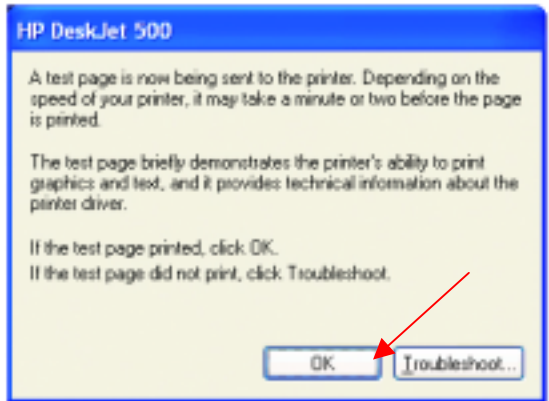 HP DeskJet 500
A test page is now being sent to the printer. Depending on the
speed of your printer, it may take a minute or two before the page
is printed.
The test page briefly demonstrates the printer's ability to print
graphics and text, and it provides technical information about the
printer driver.
If the test page printed, click OK.
If the test page did not print, click Troubleshoot.
OK
Troubleshoot...